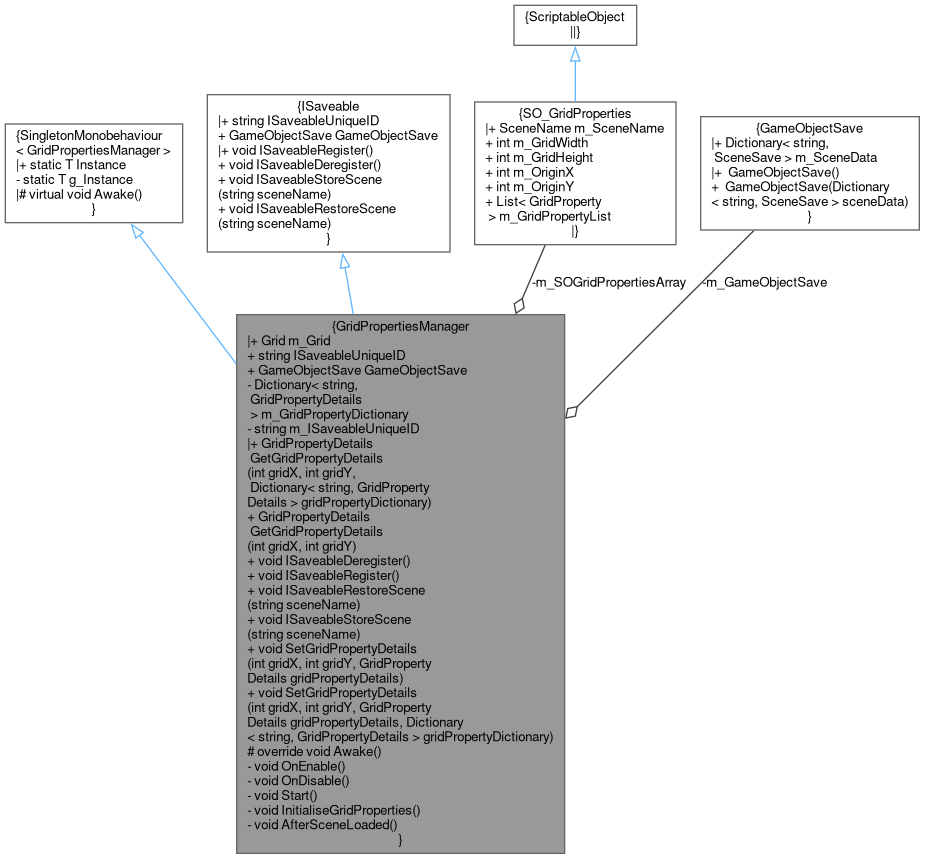 {ScriptableObject
||}
{SingletonMonobehaviour
< GridPropertiesManager >
|+ static T Instance
- static T g_Instance
|# virtual void Awake()
}
{ISaveable
|+ string ISaveableUniqueID
+ GameObjectSave GameObjectSave
|+ void ISaveableRegister()
+ void ISaveableDeregister()
+ void ISaveableStoreScene
(string sceneName)
+ void ISaveableRestoreScene
(string sceneName)
}
{SO_GridProperties
|+ SceneName m_SceneName
+ int m_GridWidth
+ int m_GridHeight
+ int m_OriginX
+ int m_OriginY
+ List< GridProperty
> m_GridPropertyList
|}
{GameObjectSave
|+ Dictionary< string,
SceneSave > m_SceneData
|+  GameObjectSave()
+  GameObjectSave(Dictionary
< string, SceneSave > sceneData)
}
-m_SOGridPropertiesArray
-m_GameObjectSave
{GridPropertiesManager
|+ Grid m_Grid
+ string ISaveableUniqueID
+ GameObjectSave GameObjectSave
- Dictionary< string,
GridPropertyDetails
> m_GridPropertyDictionary
- string m_ISaveableUniqueID
|+ GridPropertyDetails
GetGridPropertyDetails
(int gridX, int gridY,
Dictionary< string, GridProperty
Details > gridPropertyDictionary)
+ GridPropertyDetails
GetGridPropertyDetails
(int gridX, int gridY)
+ void ISaveableDeregister()
+ void ISaveableRegister()
+ void ISaveableRestoreScene
(string sceneName)
+ void ISaveableStoreScene
(string sceneName)
+ void SetGridPropertyDetails
(int gridX, int gridY, GridProperty
Details gridPropertyDetails)
+ void SetGridPropertyDetails
(int gridX, int gridY, GridProperty
Details gridPropertyDetails, Dictionary
< string, GridPropertyDetails > gridPropertyDictionary)
# override void Awake()
- void OnEnable()
- void OnDisable()
- void Start()
- void InitialiseGridProperties()
- void AfterSceneLoaded()
}